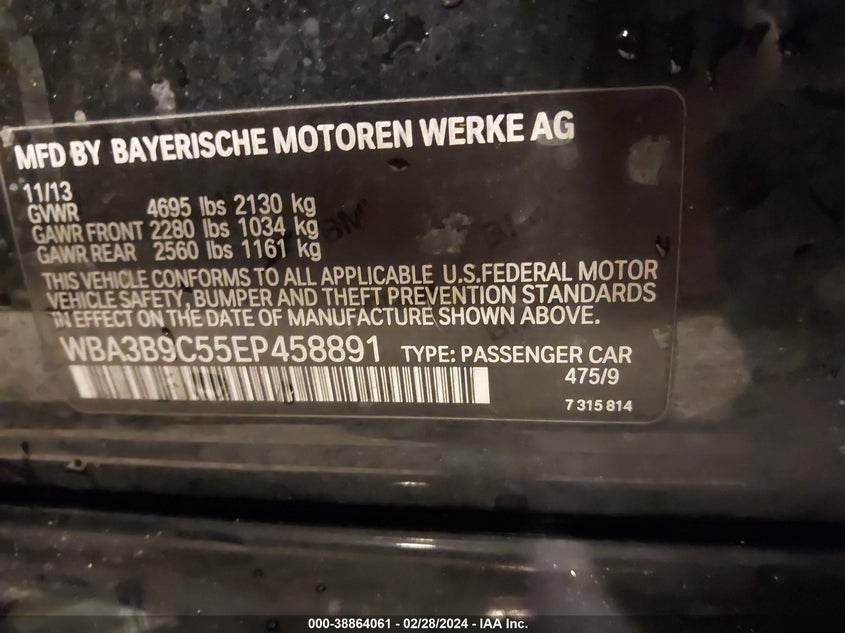 MFD BY BAYERISCHE MOTOREN WERKE AG
11/13
GVWR 4695 lbs 2130 kg
GAWR FRONT 2280 lbs 1034 kg
GAWR REAR 2560 lbs 1161 kg
THIS VEHICLE CONFORMS TO ALL APPLICABLE U.S.FEDERAL MOTOR
VEHICLE SAFETY, BUMPER AND THEFT PREVENTION STANDARDS
IN EFFECT ON THE DATE OF MANUFACTURE SHOWN ABOVE.
WBA3B9C55EP458891 TYPE: PASSENGER CAR
475/9
7 315 814
000-38864061 - 02/28/2024 - IAA Inc.